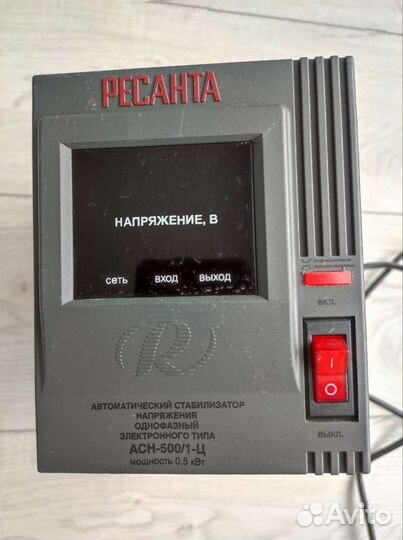 РЕСАНТА
НАПРЯЖЕНИЕ, В
сеть ВХОД ВЫХОД
ВКЛ.
I
O
ВЫКЛ.
R
АВТОМАТИЧЕСКИЙ СТАБИЛИЗАТОР
НАПРЯЖЕНИЯ
ОДНОФАЗНЫЙ
ЭЛЕКТРОННОГО ТИПА
АСН-500/1-Ц
МОЩНОСТЬ 0,5 кВт
Avito